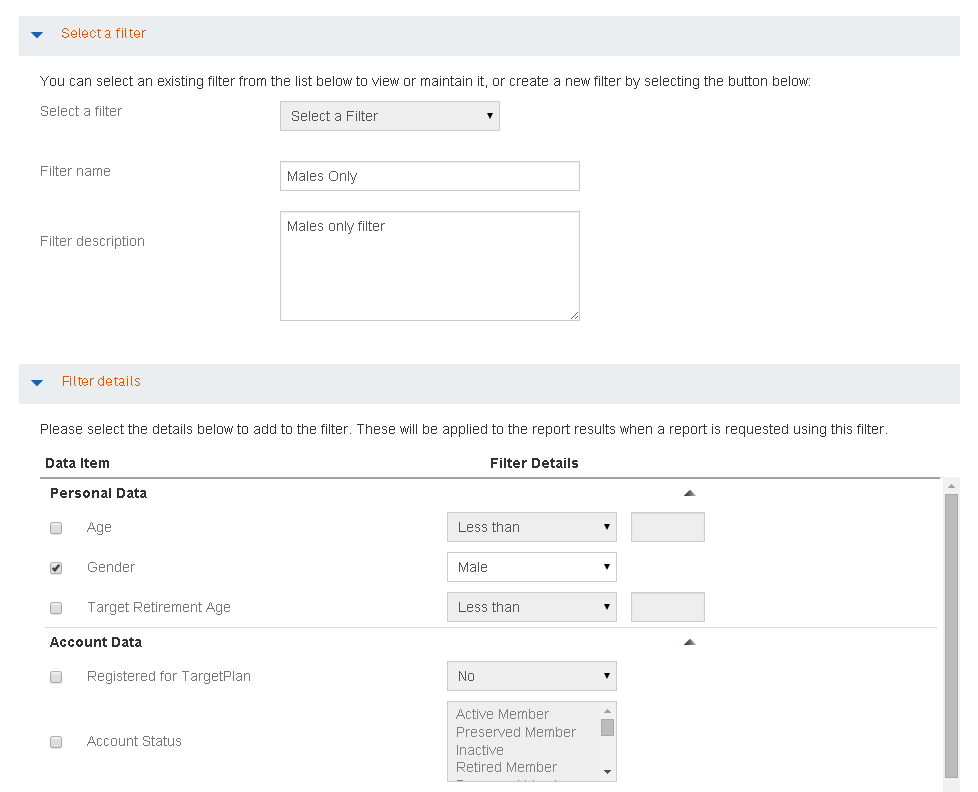 Select a filter
You can select an existing filter from the list below to view or maintain it, or create a new filter by selecting the button below:
Select a filter
Select a Filter
Filter name
Males Only
Filter description
Males only filter
Filter details
Please select the details below to add to the filter. These will be applied to the report results when a report is requested using this filter.
Data Item Filter Details
Personal Data
Age Less than
Gender Male
Target Retirement Age Less than
Account Data
Registered for TargetPlan No
Account Status
Active Member
Preserved Member
Inactive
Retired Member